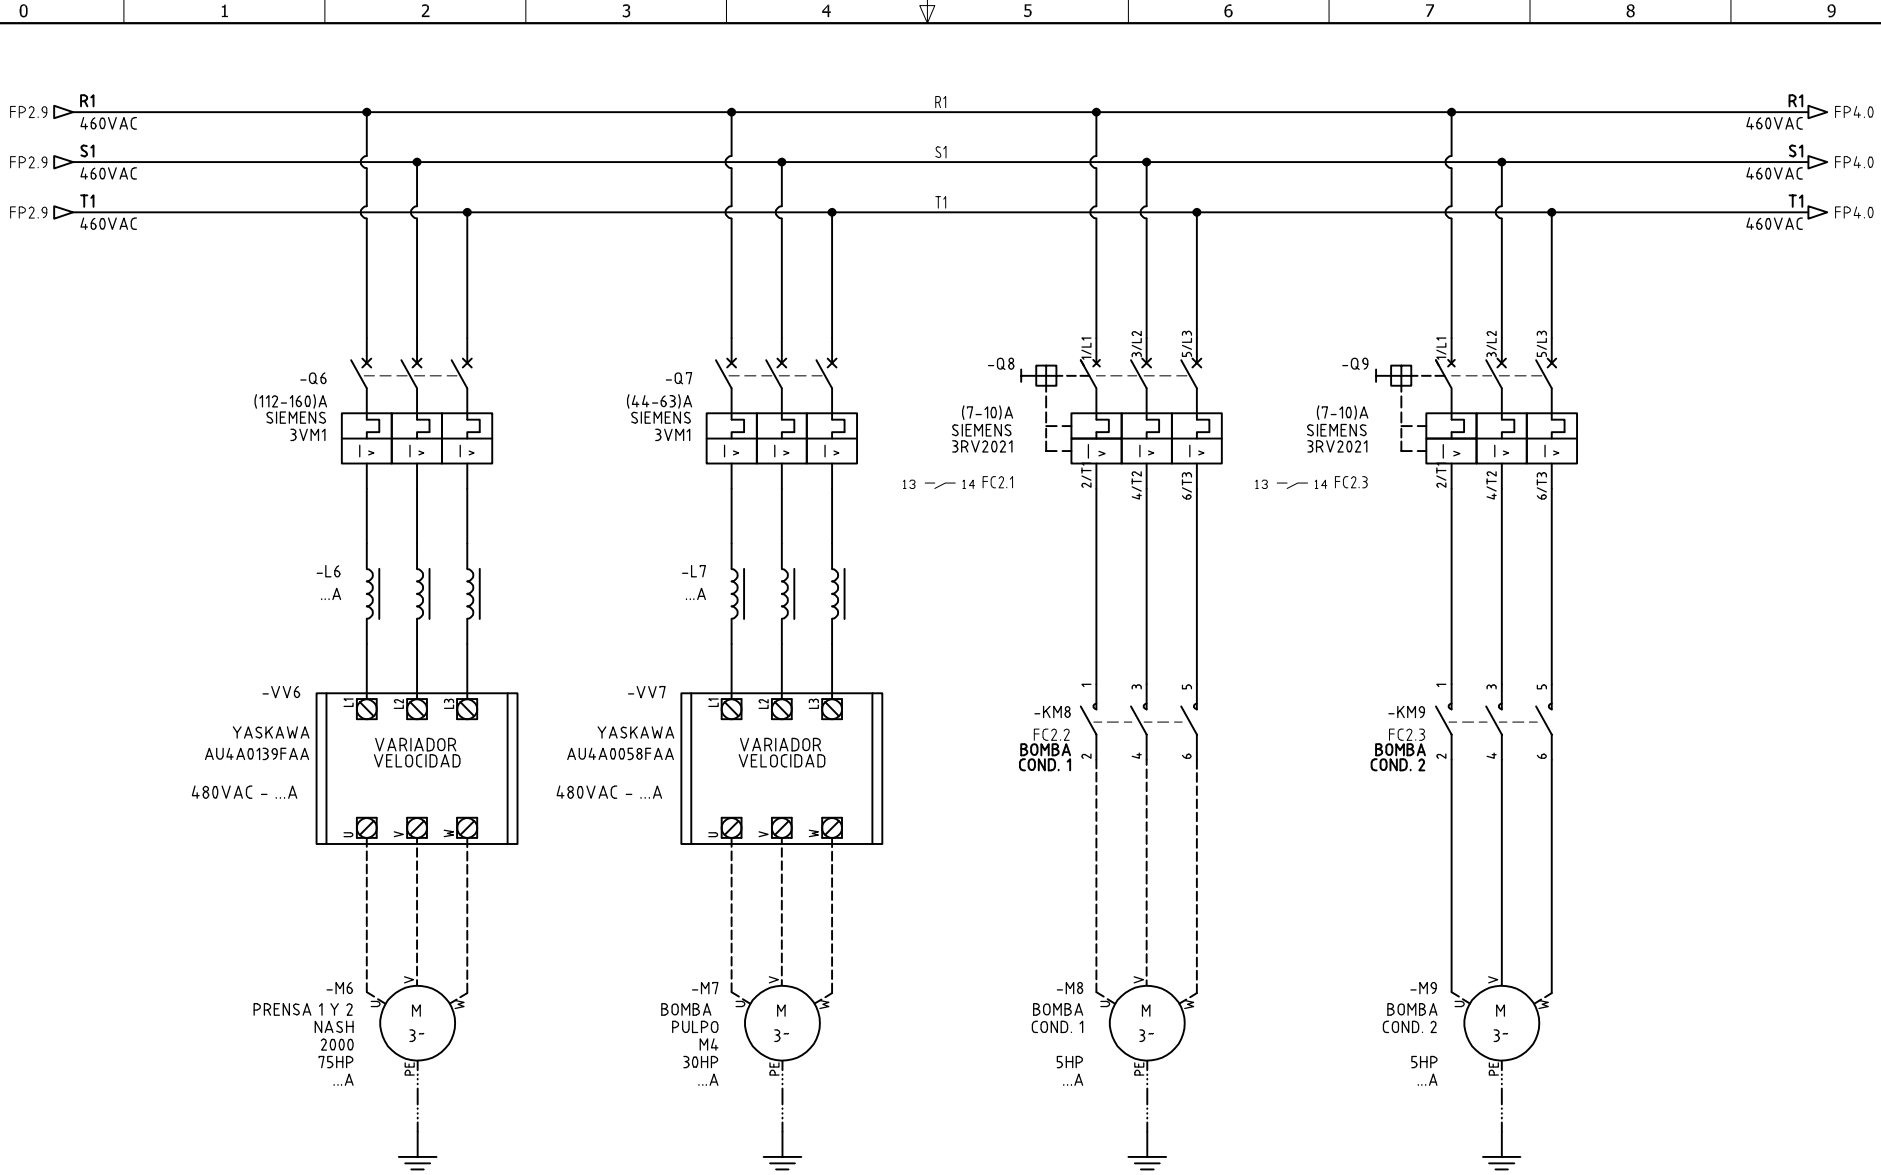 0 1 2 3 4 5 6 7 8 9
FP2.9 R1 R1 R1 FP4.0
460VAC 460VAC
FP2.9 S1 S1 S1 FP4.0
460VAC 460VAC
FP2.9 T1 T1 T1 FP4.0
460VAC 460VAC
-Q6
(112-160)A
SIEMENS
3VM1
I> I> I>
-L6
...A
-VV6
L1 L2 L3
YASKAWA
AU4A0139FAA
480VAC - ...A
VARIADOR
VELOCIDAD
U V W
-M6
U V W
PRENSA 1 Y 2
NASH
2000
75HP
...A
M
3~
PE
-Q7
(44-63)A
SIEMENS
3VM1
I> I> I>
-L7
...A
-VV7
L1 L2 L3
YASKAWA
AU4A0058FAA
480VAC - ...A
VARIADOR
VELOCIDAD
U V W
-M7
U V W
BOMBA
PULPO
M4
30HP
...A
M
3~
PE
-Q8
1/L1 3/L2 5/L3
(7-10)A
SIEMENS
3RV2021
I> I> I>
13 14 FC2.1
2/T1 4/T2 6/T3
1 3 5
-KM8
FC2.2
BOMBA
COND. 1
2 4 6
-M8
U V W
BOMBA
COND. 1
5HP
...A
M
3~
PE
-Q9
1/L1 3/L2 5/L3
(7-10)A
SIEMENS
3RV2021
I> I> I>
13 14 FC2.3
2/T1 4/T2 6/T3
1 3 5
-KM9
FC2.3
BOMBA
COND. 2
2 4 6
-M9
U V W
BOMBA
COND. 2
5HP
...A
M
3~
PE